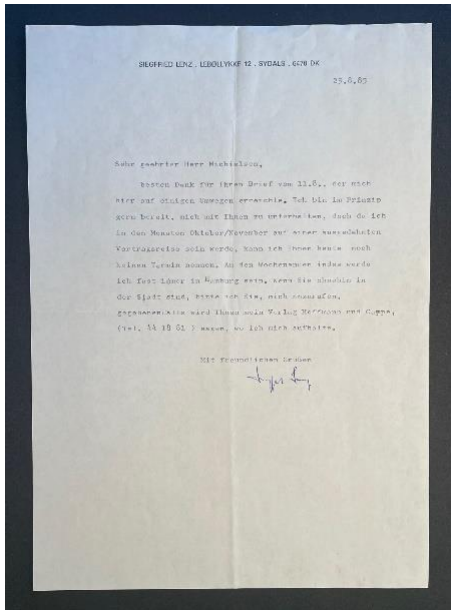 SIEGFRIED LENZ . LEBØLLYKKE 12 . SYDALS . 6470 DK
23.8.85
Sehr geehrter Herr
besten Dank für Ihren Brief vom 11.8., der mich
hier auf einigen Umwegen erreichte. Ich bin im Prinzip
gern bereit, mich mit Ihnen zu unterhalten, doch da ich
in den Monaten Oktober/November auf einer ausgedehnten
Vortragsreise sein werde, kann ich Ihnen heute noch
keinen Termin nennen. An den Wochenenden indes werde
ich fast immer in Hamburg sein, wenn Sie ohnehin in
der Stadt sind, bitte ich Sie, mich anzurufen,
gegebenenfalls wird Ihnen mein Verlag Hoffmann und Campe,
(Tel. 44 18 61 ) sagen, wo ich mich aufhalte.
Mit freundlichen Grüßen